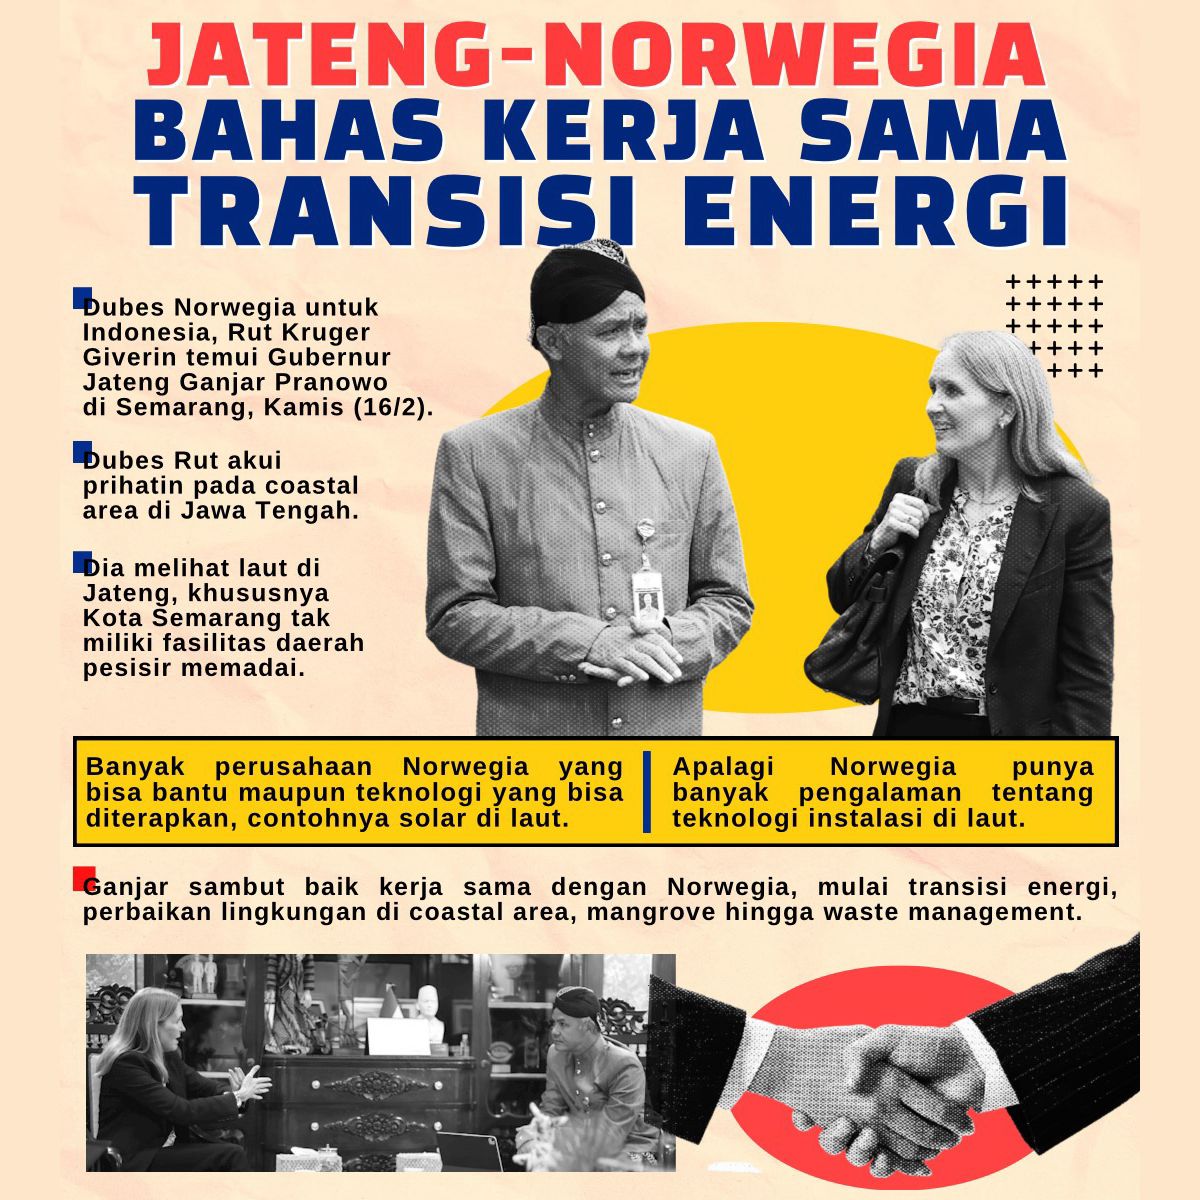 JATENG-NORWEGIA
BAHAS KERJA SAMA
TRANSISI ENERGI
Dubes Norwegia untuk
Indonesia, Rut Kruger
Giverin temui Gubernur
Jateng Ganjar Pranowo
di Semarang, Kamis (16/2).
Dubes Rut akui
prihatin pada coastal
area di Jawa Tengah.
Dia melihat laut di
Jateng, khususnya
Kota Semarang tak
miliki fasilitas daerah
pesisir memadai.
Banyak perusahaan Norwegia yang
bisa bantu maupun teknologi yang bisa
diterapkan, contohnya solar di laut.
Apalagi Norwegia punya
banyak pengalaman tentang
teknologi instalasi di laut.
Ganjar sambut baik kerja sama dengan Norwegia, mulai transisi energi,
perbaikan lingkungan di coastal area, mangrove hingga waste management.